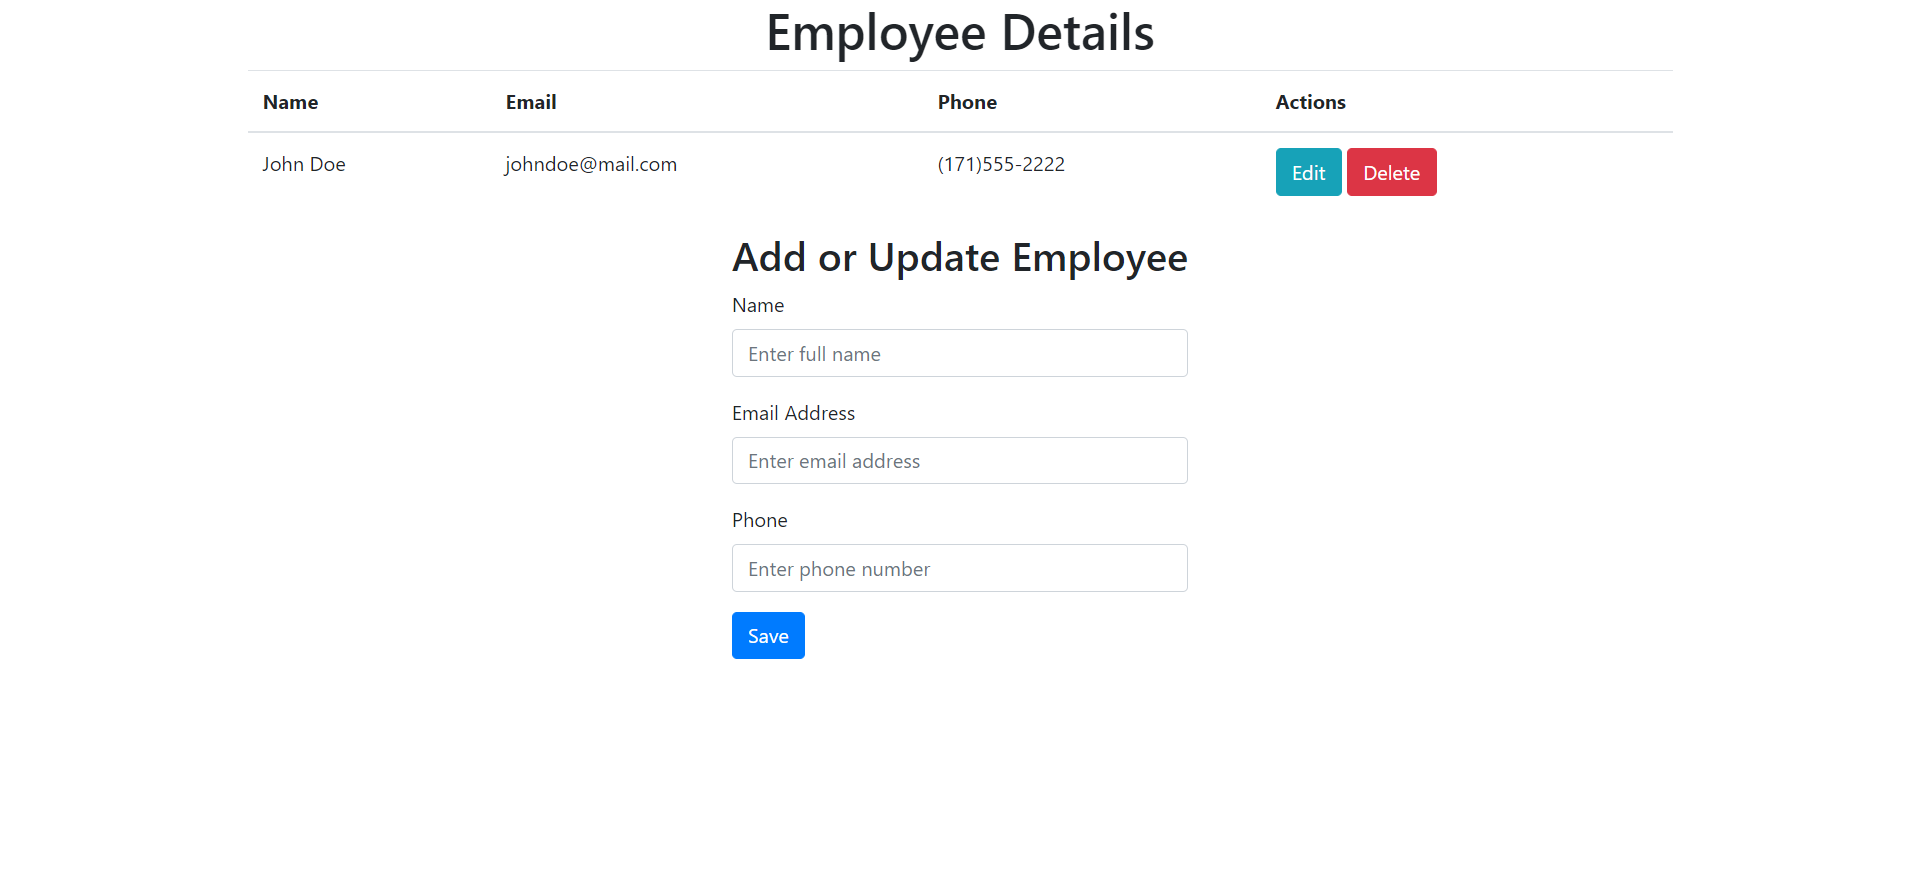 Employee Details
Name Email Phone Actions
John Doe johndoe@mail.com (171)555-2222 Edit Delete
Add or Update Employee
Name
Enter full name
Email Address
Enter email address
Phone
Enter phone number
Save